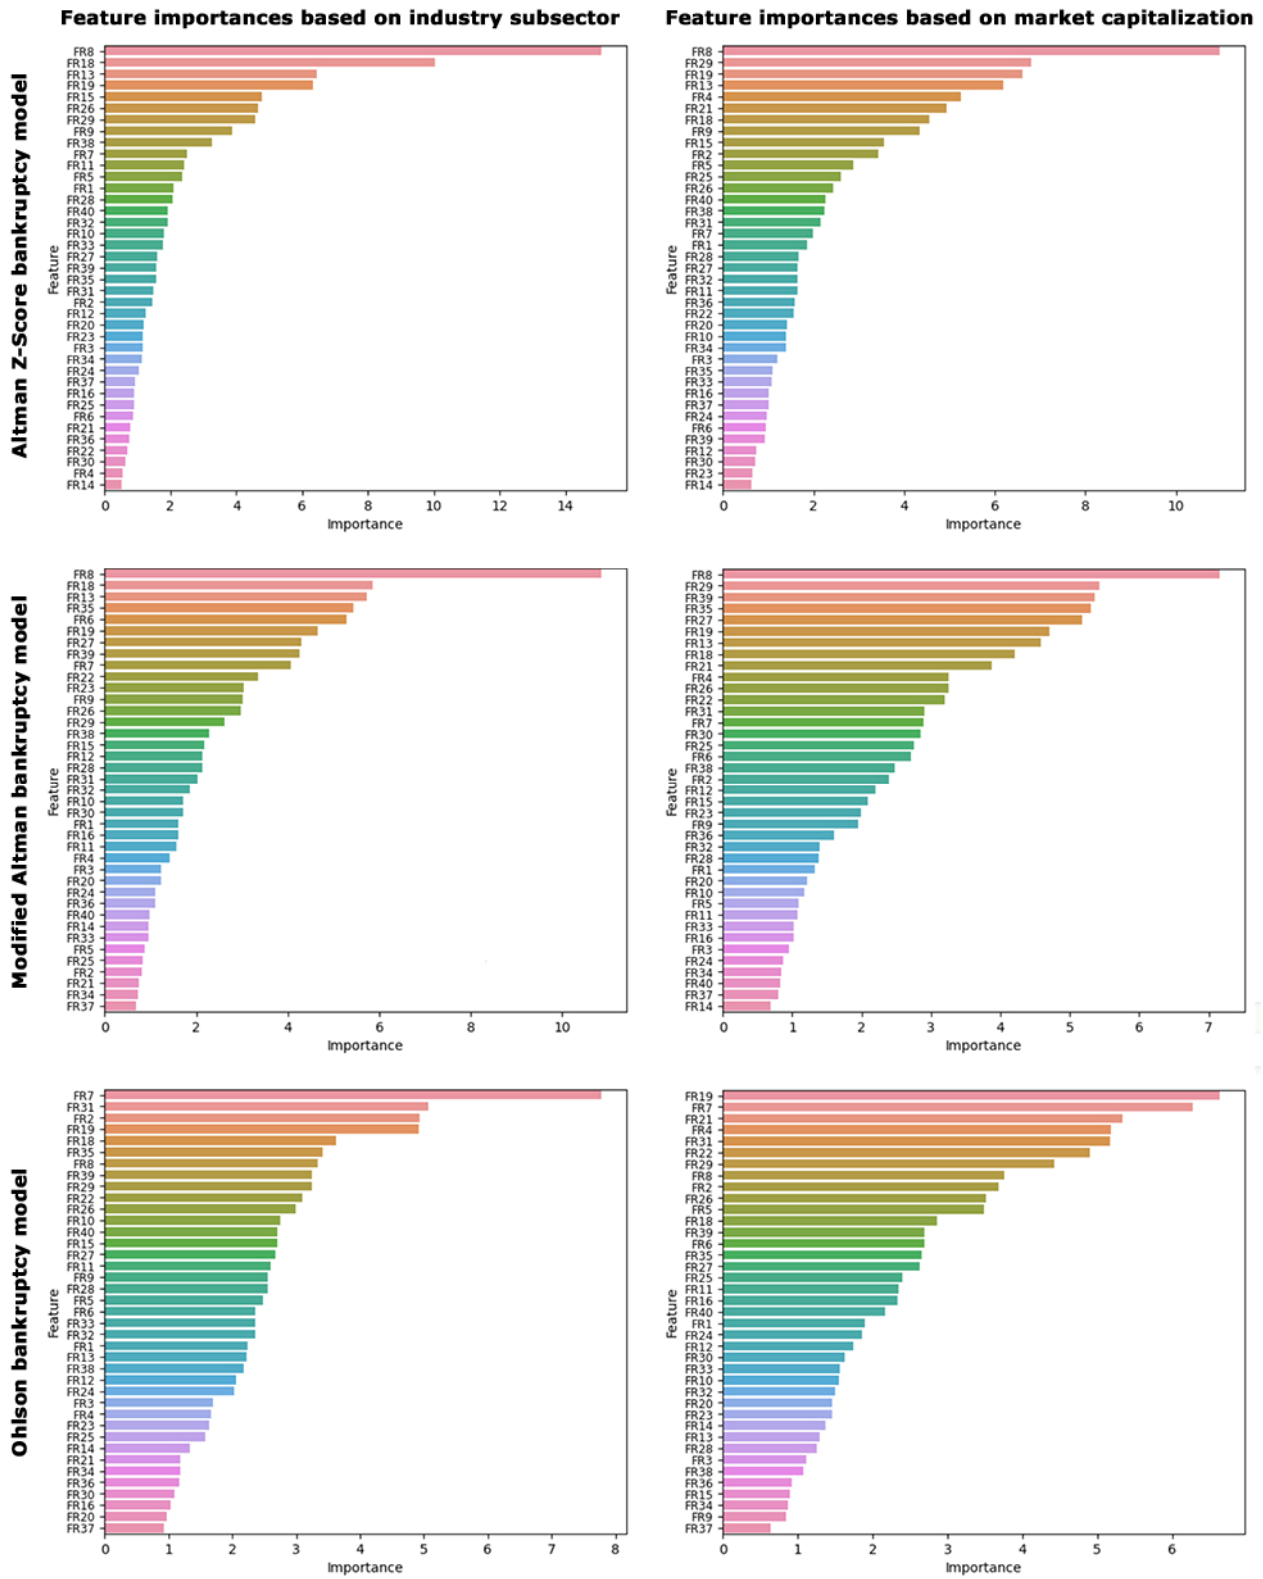 Feature importances based on industry subsector
Feature importances based on market capitalization
Altman Z-Score bankruptcy model
Feature
FR8
FR18
FR13
FR19
FR15
FR26
FR29
FR9
FR38
FR7
FR11
FR5
FR1
FR28
FR40
FR32
FR10
FR33
FR27
FR39
FR35
FR31
FR2
FR12
FR20
FR23
FR3
FR34
FR24
FR37
FR16
FR25
FR6
FR21
FR36
FR22
FR30
FR4
FR14
0 2 4 6 8 10 12 14
Importance
Feature
FR8
FR29
FR19
FR13
FR4
FR21
FR18
FR9
FR15
FR2
FR5
FR25
FR26
FR40
FR38
FR31
FR7
FR1
FR28
FR27
FR32
FR11
FR36
FR22
FR20
FR10
FR34
FR3
FR35
FR33
FR16
FR37
FR24
FR6
FR39
FR12
FR30
FR23
FR14
0 2 4 6 8 10
Importance
Modified Altman bankruptcy model
Feature
FR8
FR18
FR13
FR35
FR6
FR19
FR27
FR39
FR7
FR22
FR23
FR9
FR26
FR29
FR38
FR15
FR12
FR28
FR31
FR32
FR10
FR30
FR1
FR16
FR11
FR4
FR3
FR20
FR24
FR36
FR40
FR14
FR33
FR5
FR25
FR2
FR21
FR34
FR37
0 2 4 6 8 10
Importance
Feature
FR8
FR29
FR39
FR35
FR27
FR19
FR13
FR18
FR21
FR4
FR26
FR22
FR31
FR7
FR30
FR25
FR6
FR38
FR2
FR12
FR15
FR23
FR9
FR36
FR32
FR28
FR1
FR20
FR10
FR5
FR11
FR33
FR16
FR3
FR24
FR34
FR40
FR37
FR14
0 1 2 3 4 5 6 7
Importance
Ohlson bankruptcy model
Feature
FR7
FR31
FR2
FR19
FR18
FR35
FR8
FR39
FR29
FR22
FR26
FR10
FR40
FR15
FR27
FR11
FR9
FR28
FR5
FR6
FR33
FR32
FR1
FR13
FR38
FR12
FR24
FR3
FR4
FR23
FR25
FR14
FR21
FR34
FR36
FR30
FR16
FR20
FR37
0 1 2 3 4 5 6 7 8
Importance
Feature
FR19
FR7
FR21
FR4
FR31
FR22
FR29
FR8
FR2
FR26
FR5
FR18
FR39
FR6
FR35
FR27
FR25
FR11
FR16
FR40
FR1
FR24
FR12
FR30
FR33
FR10
FR32
FR20
FR23
FR14
FR13
FR28
FR3
FR38
FR36
FR15
FR34
FR9
FR37
0 1 2 3 4 5 6
Importance